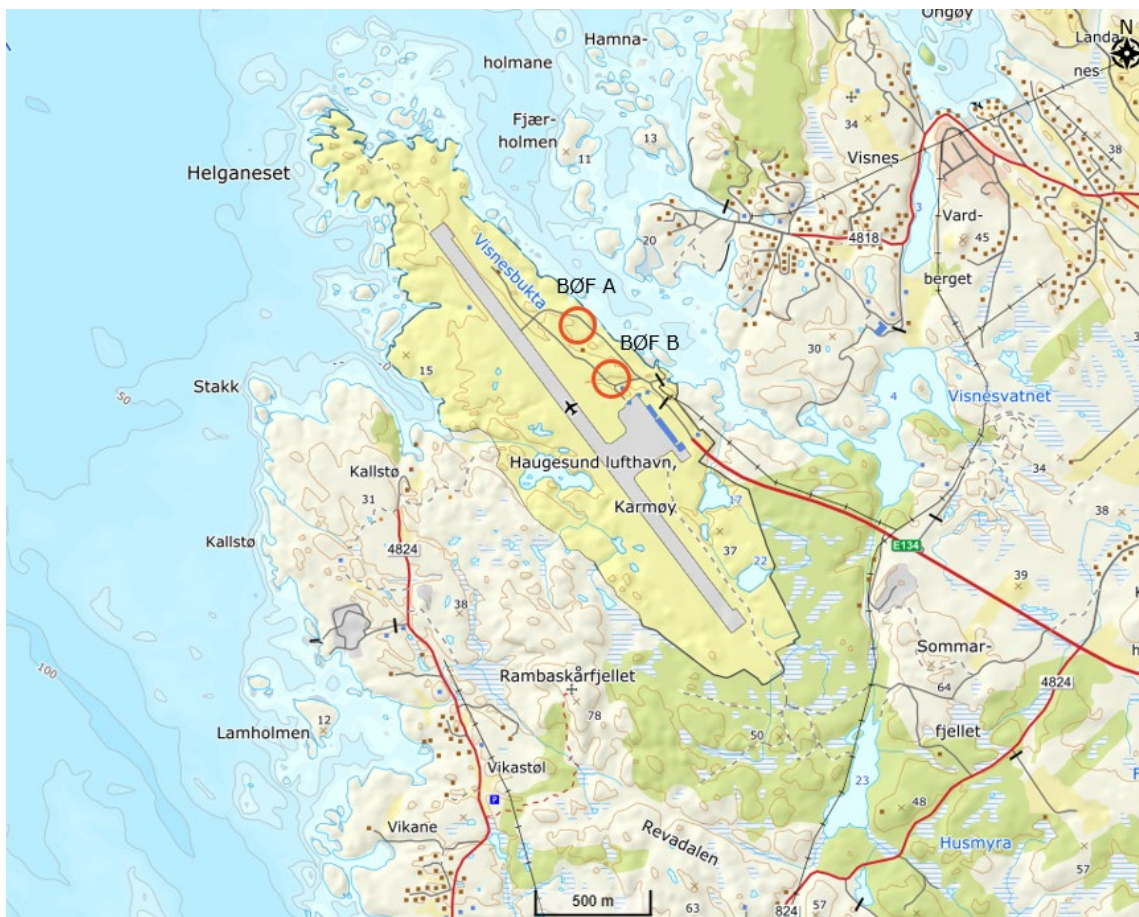 Ongøy
N
Hamna-
Landa-
holmane
nes
Fjær-
holmen
11
13
34
Visnes
38
Helganeset
3
Vard-
45
4818
20
Visnesbukta
berget
BØF A
BØF B
30
0
15
4
Stakk
50
Visnesvatnet
Kallstø
Haugesund lufthavn,
34
31
17
Karmøy
38
Kallstø
4824
37
E134
22
39
38
Sommar-
100
Rambaskårfjellet
64
4824
78
12
50
fjellet
Lamholmen
Vikastøl
23
P
48
Vikane
Revadalen
Husmyra
57
500 m
63
824
57